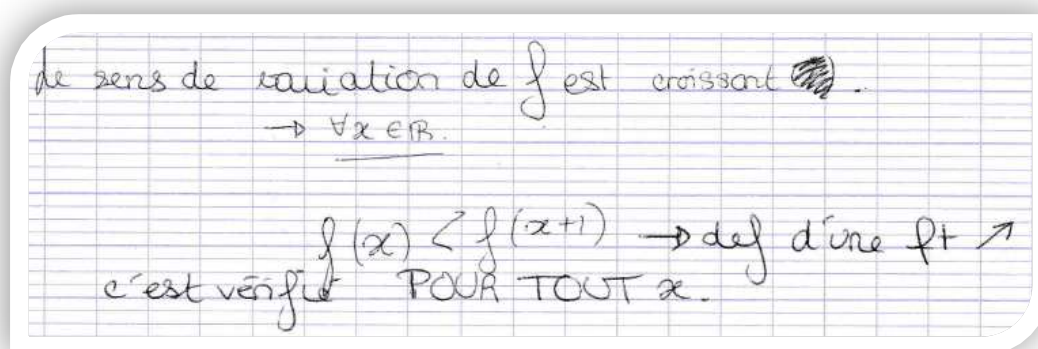 Le sens de variation de f est croissant .
→ ∀x ∈ ℝ.
f(x) < f(x+1) → def d'une ft ↗
c'est vérifié POUR TOUT x.